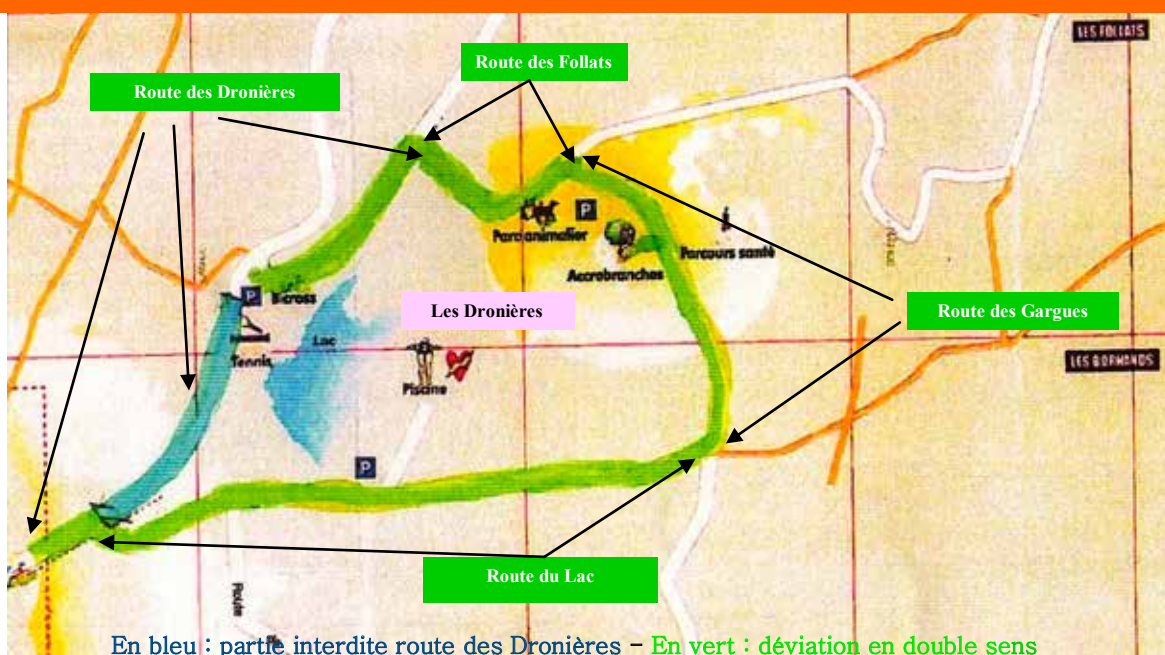 LES FOLLATS
Route des Follats
Route des Dronières
P
Parc animalier
Parcours santé
Accrobranches
P
Bicross
Les Dronières
Route des Gargues
Lac
Tennis
Piscine
LES BORNANDS
P
Route du Lac
Route
En bleu : partie interdite route des Dronières – En vert : déviation en double sens